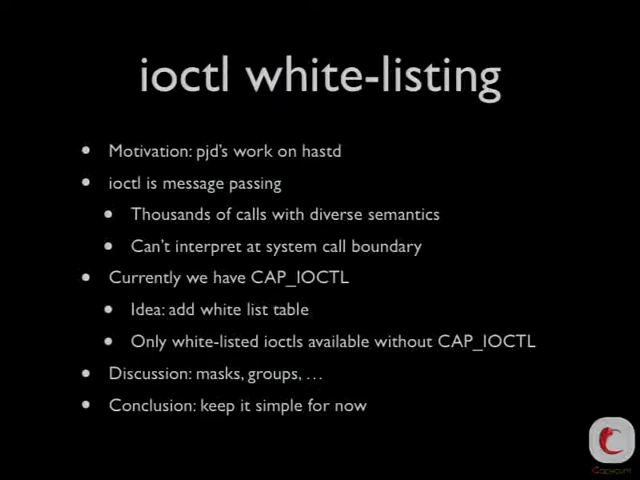 ioctl white-listing
• Motivation: pjd's work on hastd
• ioctl is message passing
• Thousands of calls with diverse semantics
• Can't interpret at system call boundary
• Currently we have CAP_IOCTL
• Idea: add white list table
• Only white-listed ioctls available without CAP_IOCTL
• Discussion: masks, groups, …
• Conclusion: keep it simple for now
Capsicum